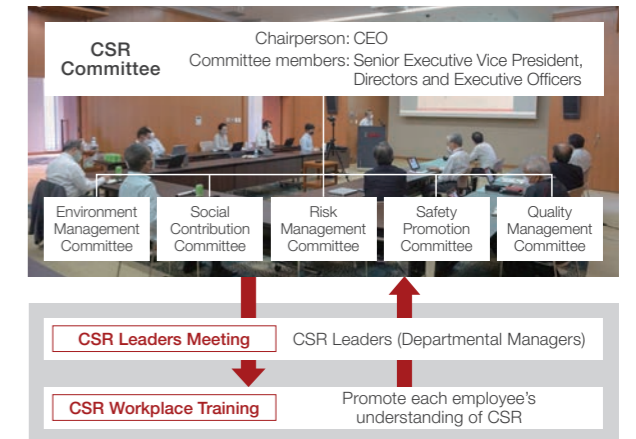 CSR
Committee
Chairperson: CEO
Committee members: Senior Executive Vice President,
Directors and Executive Officers
Environment
Management
Committee
Social
Contribution
Committee
Risk
Management
Committee
Safety
Promotion
Committee
Quality
Management
Committee
CSR Leaders Meeting
CSR Leaders (Departmental Managers)
CSR Workplace Training
Promote each employee's
understanding of CSR